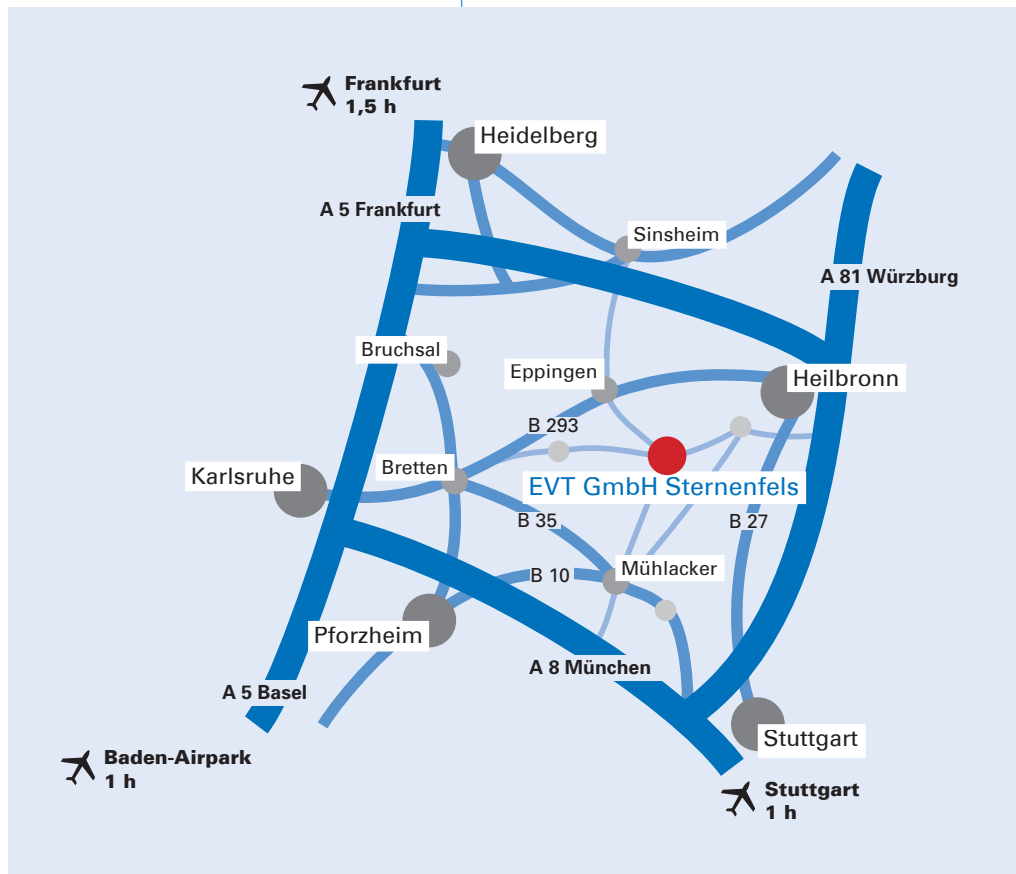 Frankfurt
1,5 h
Heidelberg
A 5 Frankfurt
Sinsheim
A 81 Würzburg
Bruchsal
Eppingen
Heilbronn
B 293
Karlsruhe
Bretten
EVT GmbH Sternenfels
B 35
B 27
Mühlacker
B 10
Pforzheim
A 8 München
A 5 Basel
Stuttgart
Baden-Airpark
1 h
Stuttgart
1 h